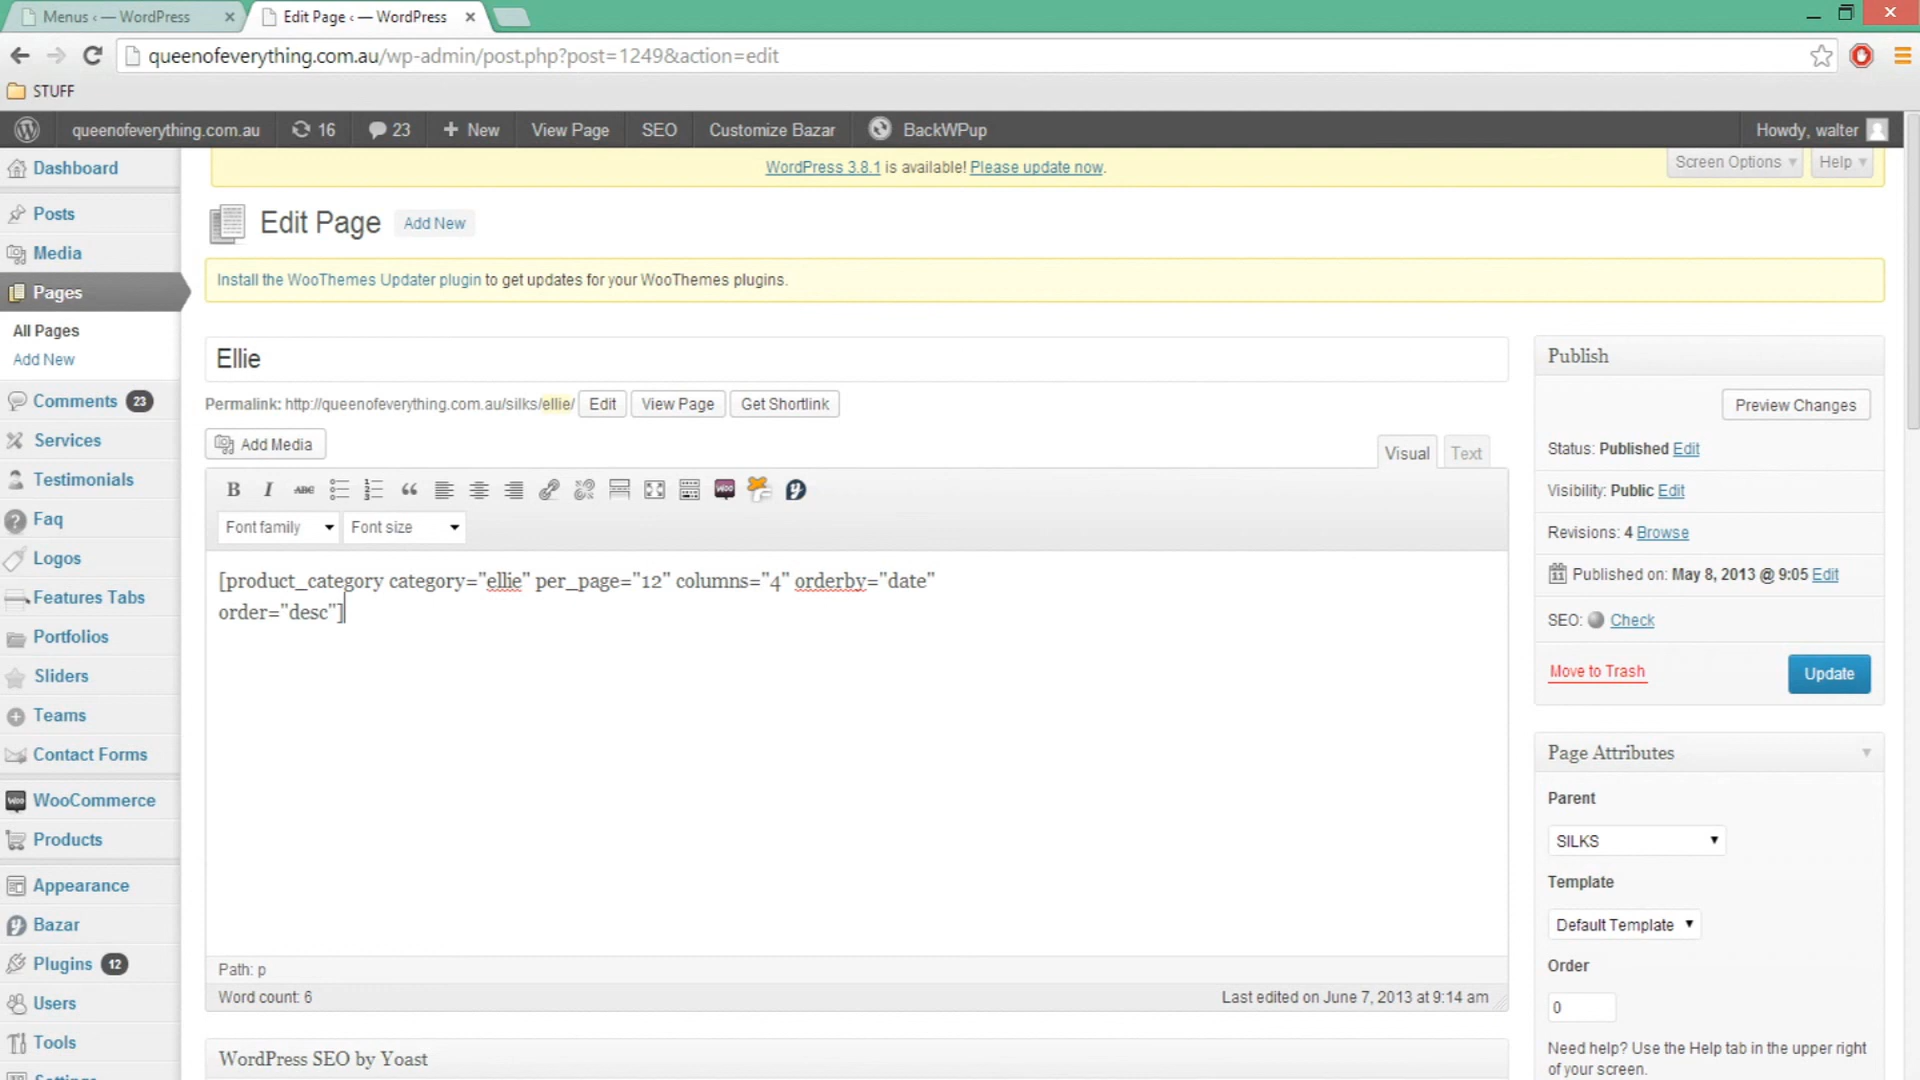 Menus ‹ — WordPress
Edit Page ‹ — WordPress
queenofeverything.com.au/wp-admin/post.php?post=1249&action=edit
STUFF
queenofeverything.com.au 16 23 + New View Page SEO Customize Bazar BackWPup Howdy, walter
WordPress 3.8.1 is available! Please update now.
Screen Options Help
Dashboard
Posts
Media
Pages
All Pages
Add New
Comments 23
Services
Testimonials
Faq
Logos
Features Tabs
Portfolios
Sliders
Teams
Contact Forms
WooCommerce
Products
Appearance
Bazar
Plugins 12
Users
Tools
Edit Page Add New
Install the WooThemes Updater plugin to get updates for your WooThemes plugins.
Ellie
Permalink: http://queenofeverything.com.au/silks/ellie/ Edit View Page Get Shortlink
Add Media
Visual Text
B I ABC
Font family Font size
[product_category category="ellie" per_page="12" columns="4" orderby="date"
order="desc"]
Path: p
Word count: 6
Last edited on June 7, 2013 at 9:14 am
WordPress SEO by Yoast
Publish
Preview Changes
Status: Published Edit
Visibility: Public Edit
Revisions: 4 Browse
Published on: May 8, 2013 @ 9:05 Edit
SEO: Check
Move to Trash Update
Page Attributes
Parent
SILKS
Template
Default Template
Order
0
Need help? Use the Help tab in the upper right
of your screen.